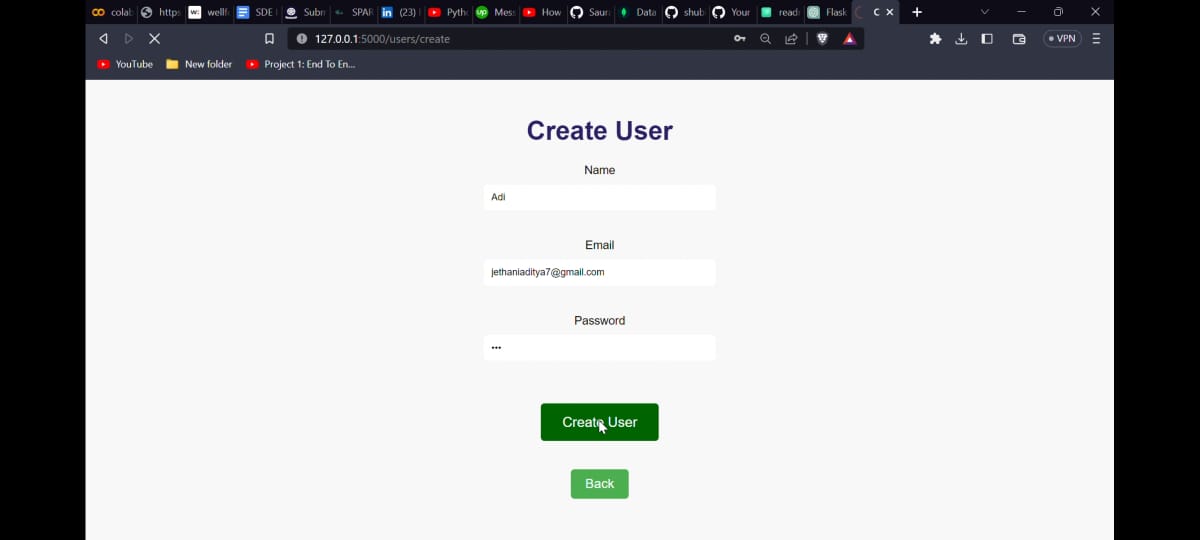 colab https wellf SDE Subm SPAR (23) Pyth Mess How Saura Data shub Your read Flask C
127.0.0.1:5000/users/create VPN
YouTube New folder Project 1: End To En...
Create User
Name
Adi
Email
jethaniaditya7@gmail.com
Password
•••
Create User
Back